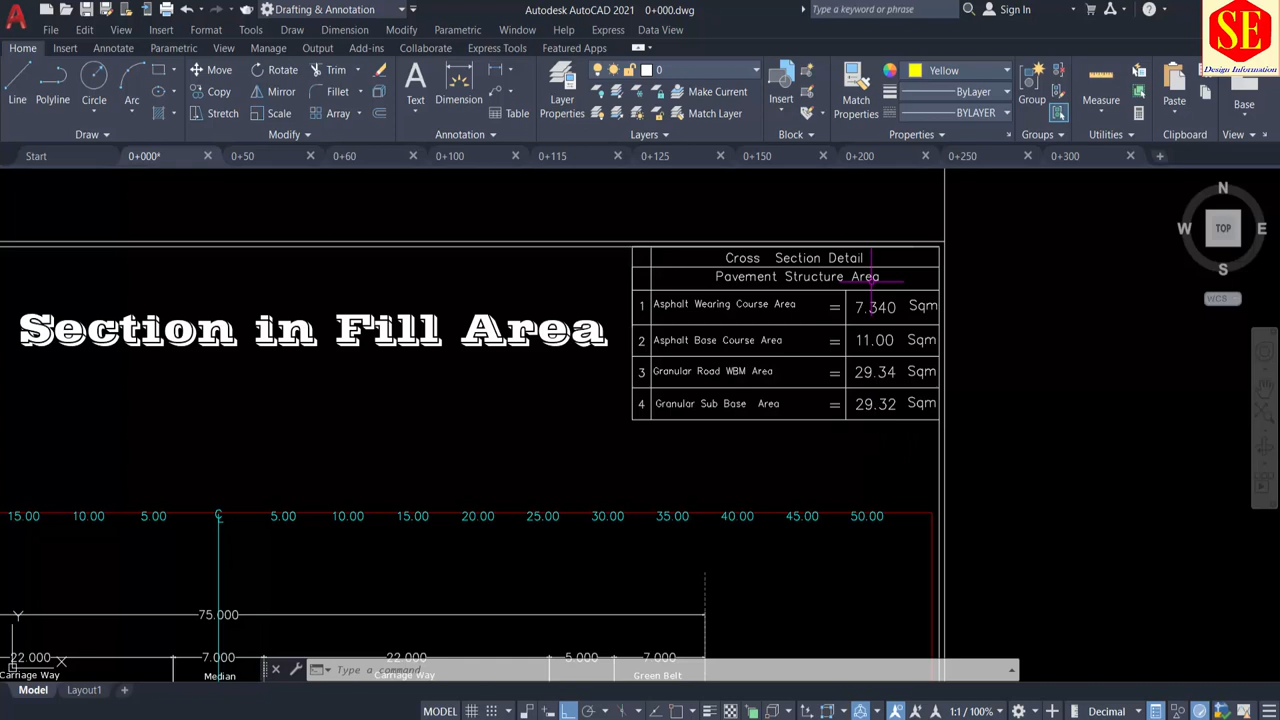 Drafting & Annotation
Autodesk AutoCAD 2021 0+000.dwg
Type a keyword or phrase
Sign In
SE
Design Information
File Edit View Insert Format Tools Draw Dimension Modify Parametric Window Help Express Data View
Home Insert Annotate Parametric View Manage Output Add-ins Collaborate Express Tools Featured Apps
Line Polyline Circle Arc
Move Rotate Trim
Copy Mirror Fillet
Stretch Scale Array
Text Dimension Table
Layer Properties
0
Make Current
Match Layer
Insert
Match Properties
Yellow
ByLayer
BYLAYER
Group
Measure
Paste
Base
Draw Modify Annotation Layers Block Properties Groups Utilities Clipboard View
Start 0+000* 0+50 0+60 0+100 0+115 0+125 0+150 0+200 0+250 0+300
N
W TOP E
S
WCS
Cross Section Detail
Pavement Structure Area
1 Asphalt Wearing Course Area = 7.340 Sqm
2 Asphalt Base Course Area = 11.00 Sqm
3 Granular Road WBM Area = 29.34 Sqm
4 Granular Sub Base Area = 29.32 Sqm
Section in Fill Area
15.00 10.00 5.00 CL 5.00 10.00 15.00 20.00 25.00 30.00 35.00 40.00 45.00 50.00
Y 75.000
22.000 X 7.000 22.000 5.000 7.000
Carriage Way Median Carriage Way Green Belt
Type a command
Model Layout1
MODEL 1:1 / 100% Decimal